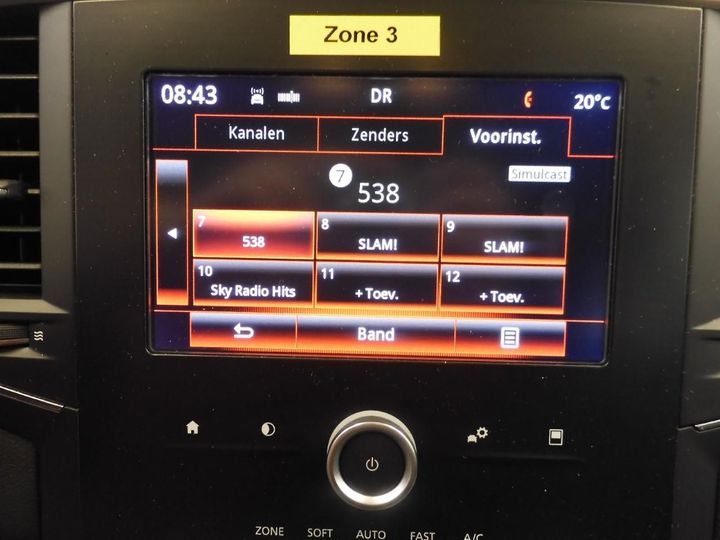 Zone 3
08:43 DR 20°C
Kanalen Zenders Voorinst.
7 Simulcast
538
7 538 8 SLAM! 9 SLAM!
10 Sky Radio Hits 11 + Toev. 12 + Toev.
Band
ZONE SOFT AUTO FAST A/C